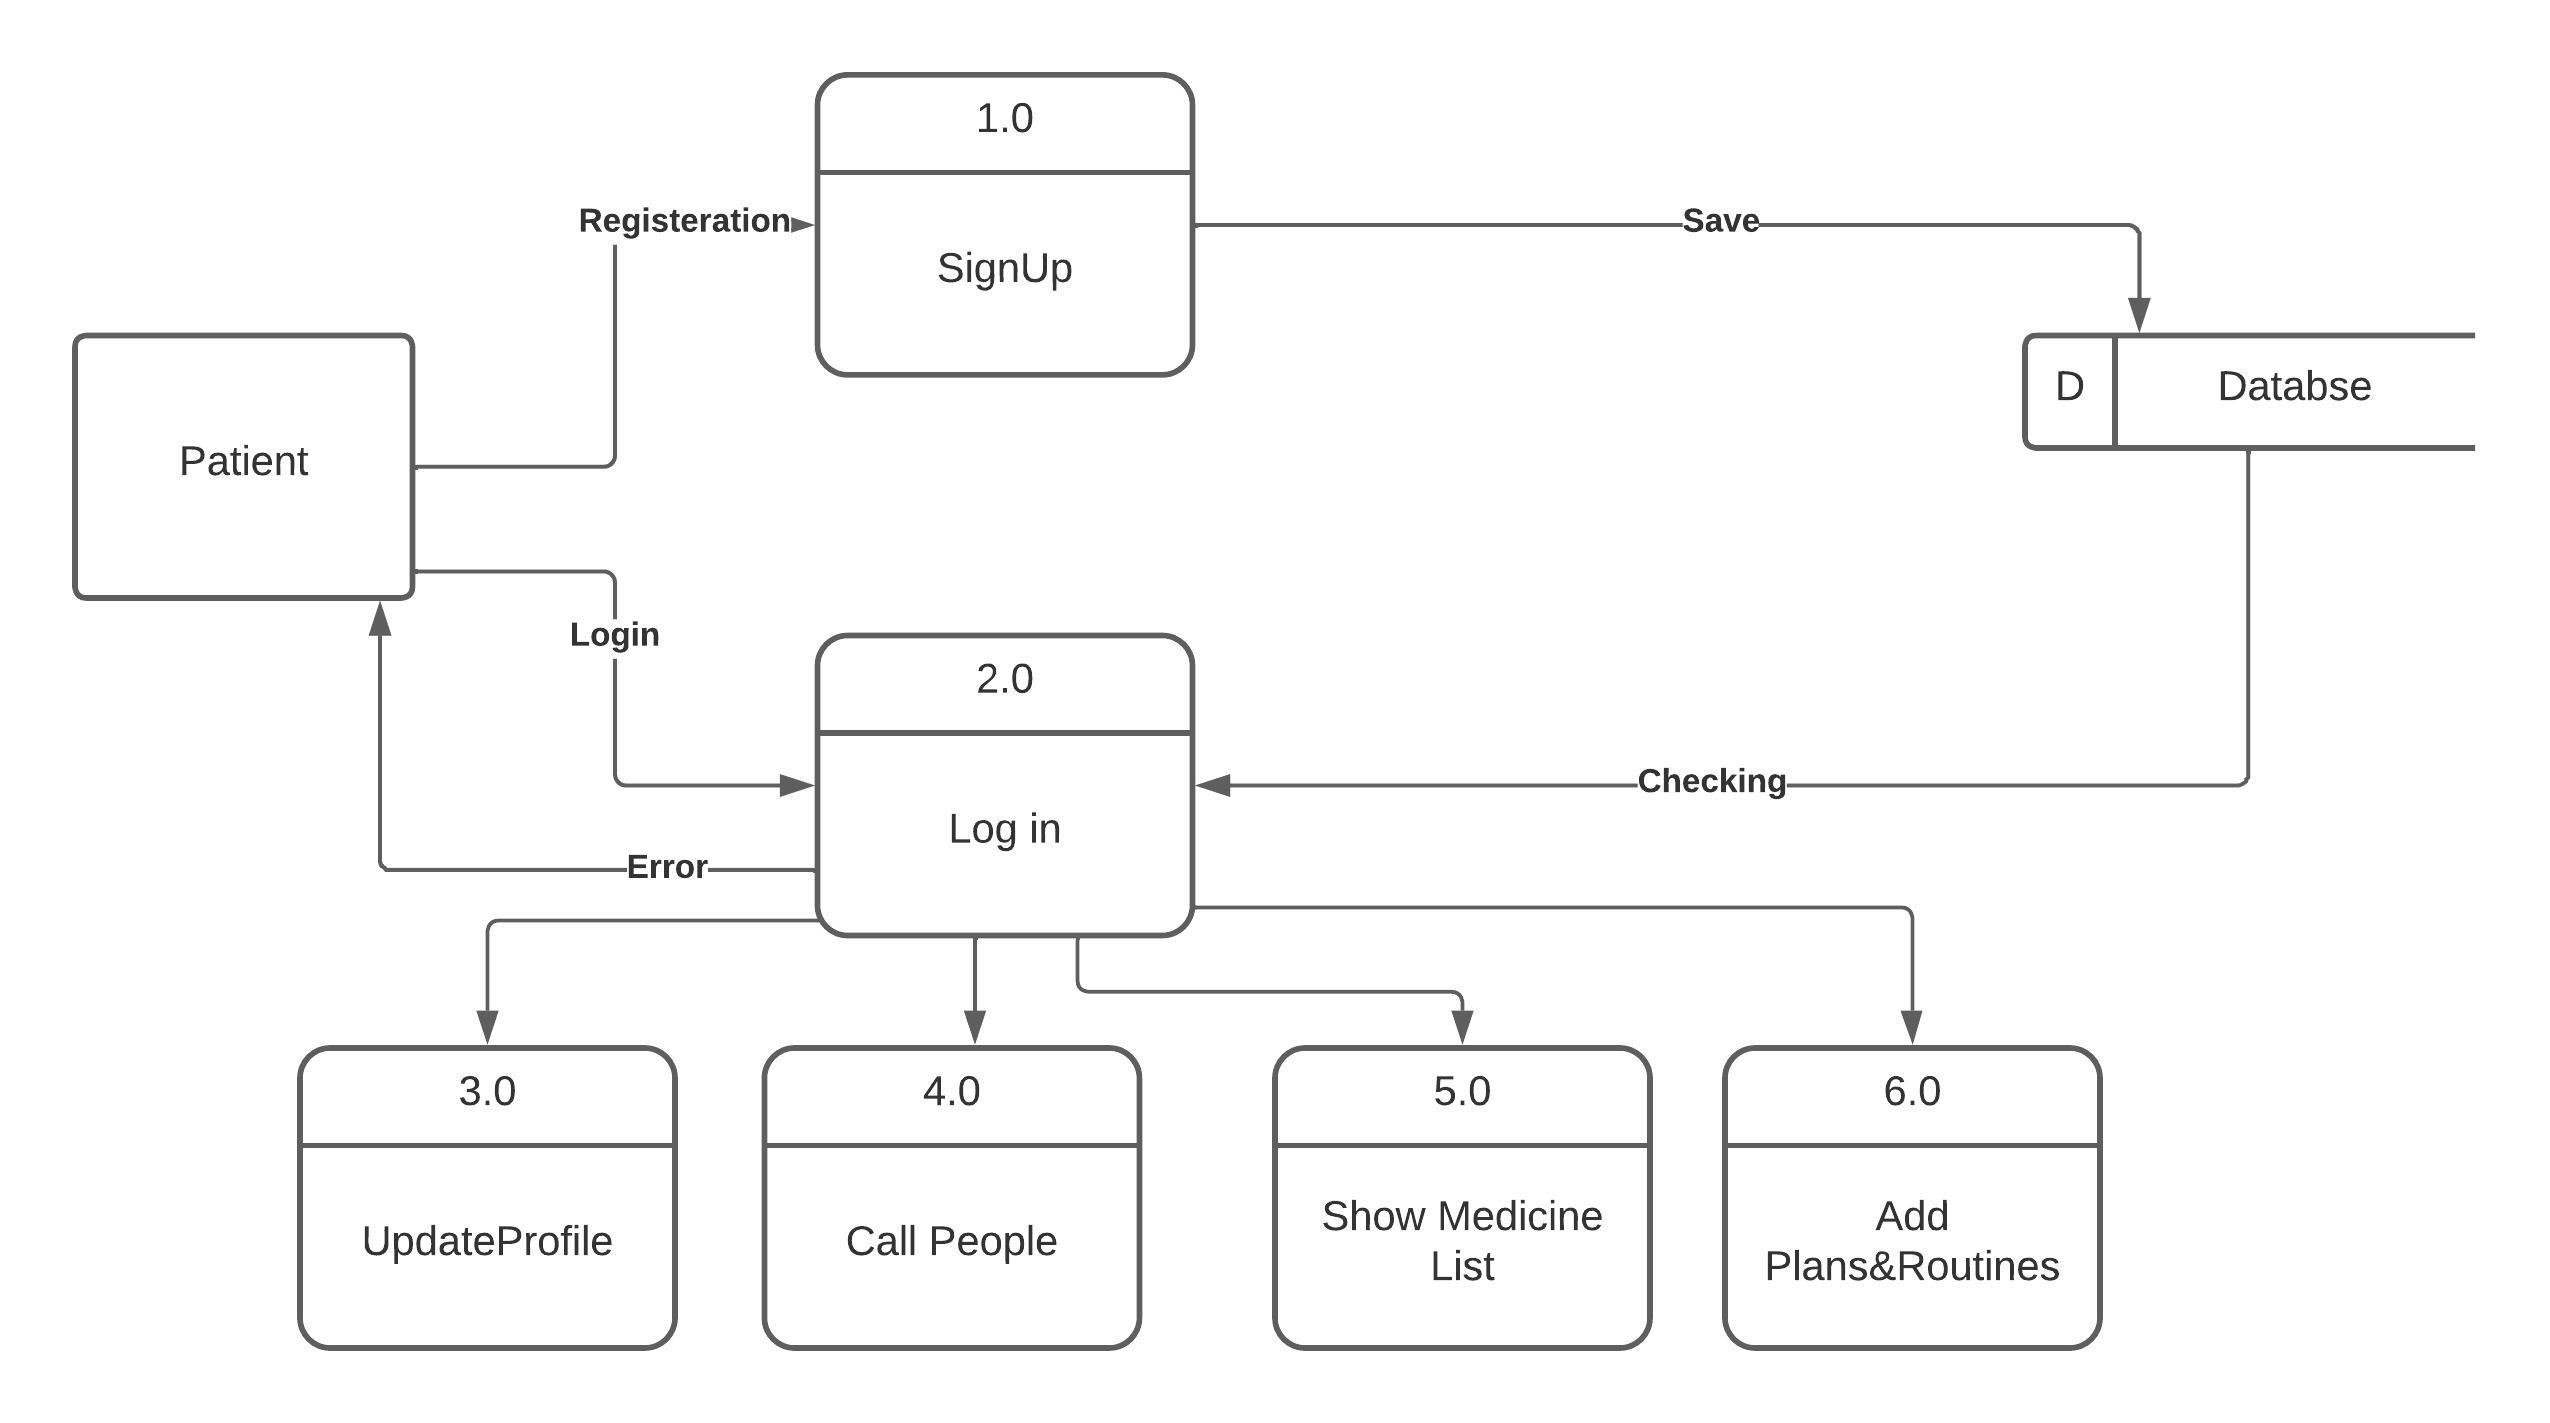 1.0
Registeration
SignUp
Save
D
Databse
Patient
Login
2.0
Log in
Checking
Error
3.0
UpdateProfile
4.0
Call People
5.0
Show Medicine
List
6.0
Add
Plans&Routines